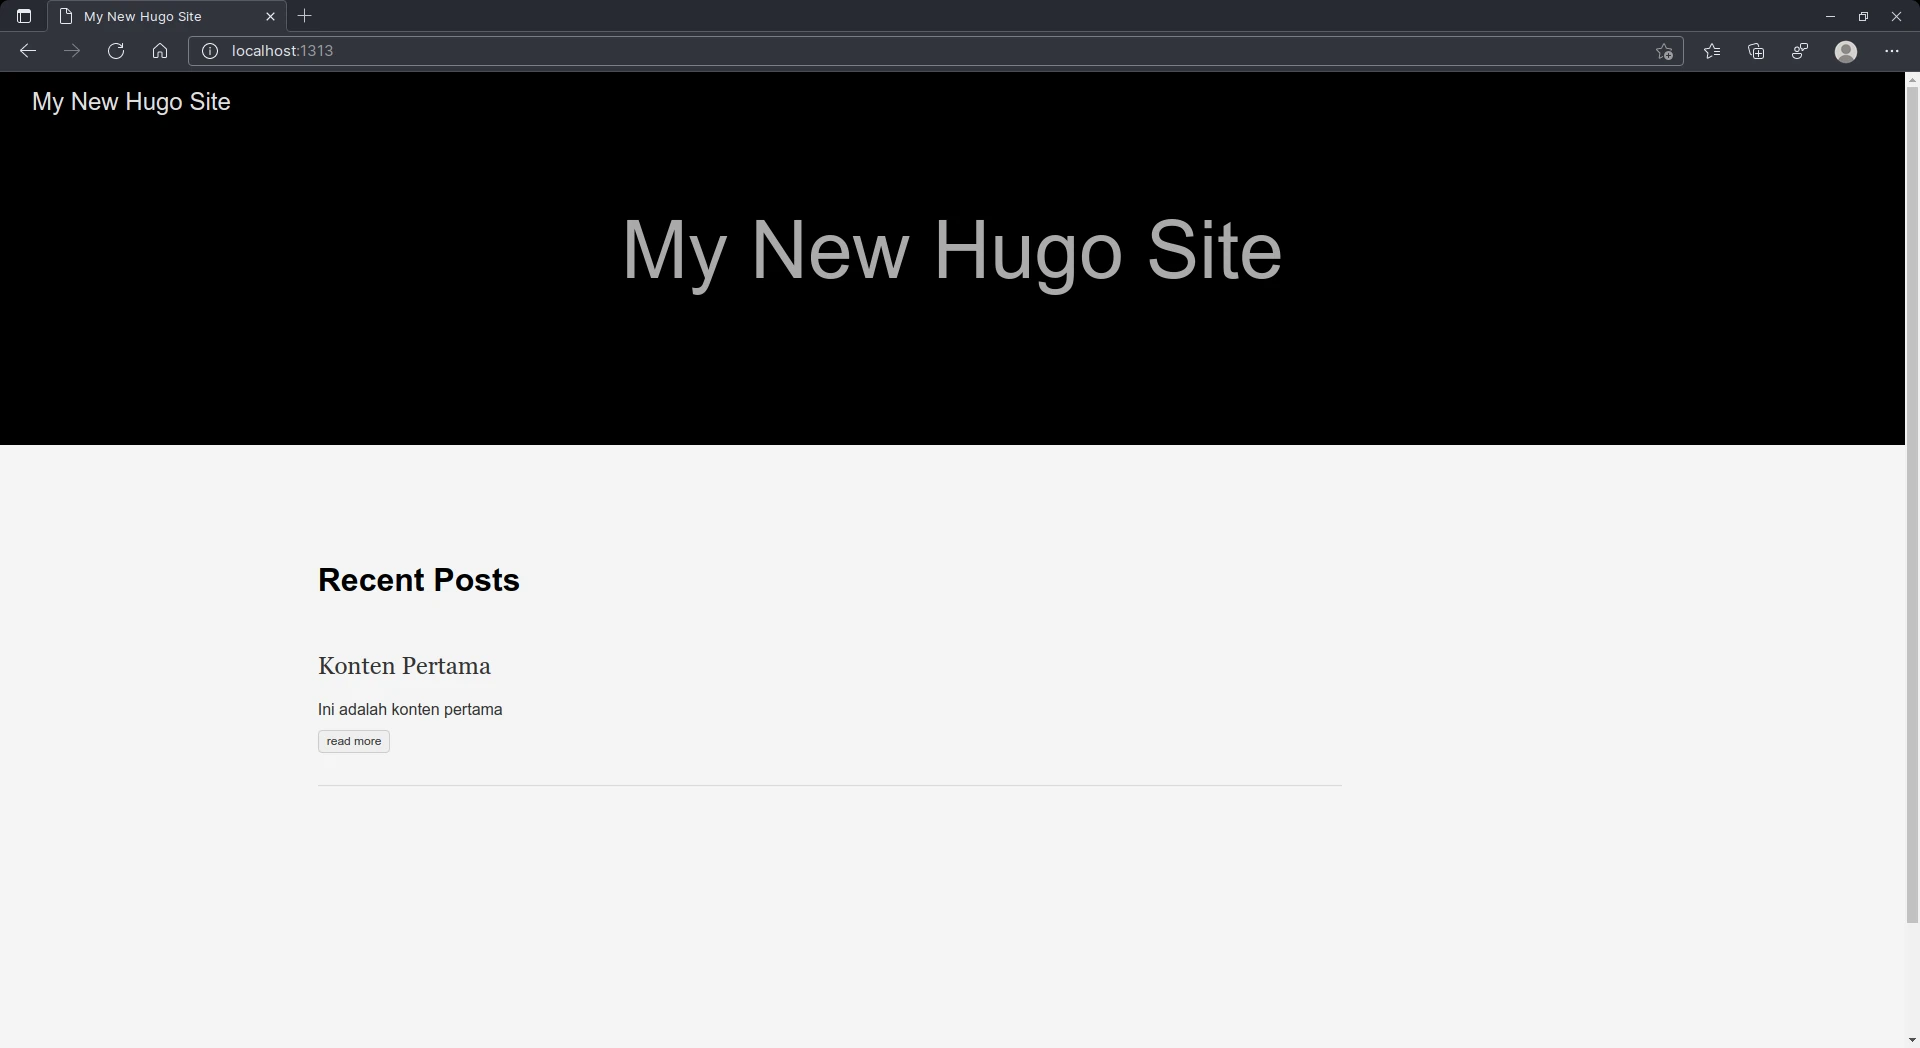 My New Hugo Site
localhost:1313
My New Hugo Site
My New Hugo Site
Recent Posts
Konten Pertama
Ini adalah konten pertama
read more